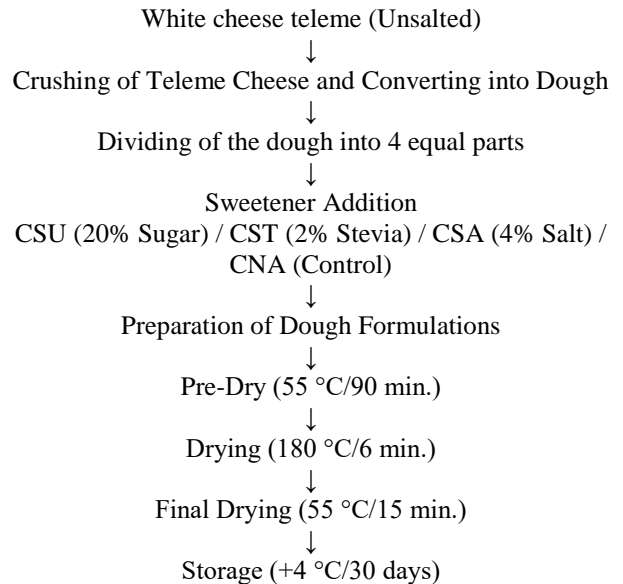 White cheese teleme (Unsalted)
↓
Crushing of Teleme Cheese and Converting into Dough
↓
Dividing of the dough into 4 equal parts
↓
Sweetener Addition
CSU (20% Sugar) / CST (2% Stevia) / CSA (4% Salt) /
CNA (Control)
↓
Preparation of Dough Formulations
↓
Pre-Dry (55 °C/90 min.)
↓
Drying (180 °C/6 min.)
↓
Final Drying (55 °C/15 min.)
↓
Storage (+4 °C/30 days)